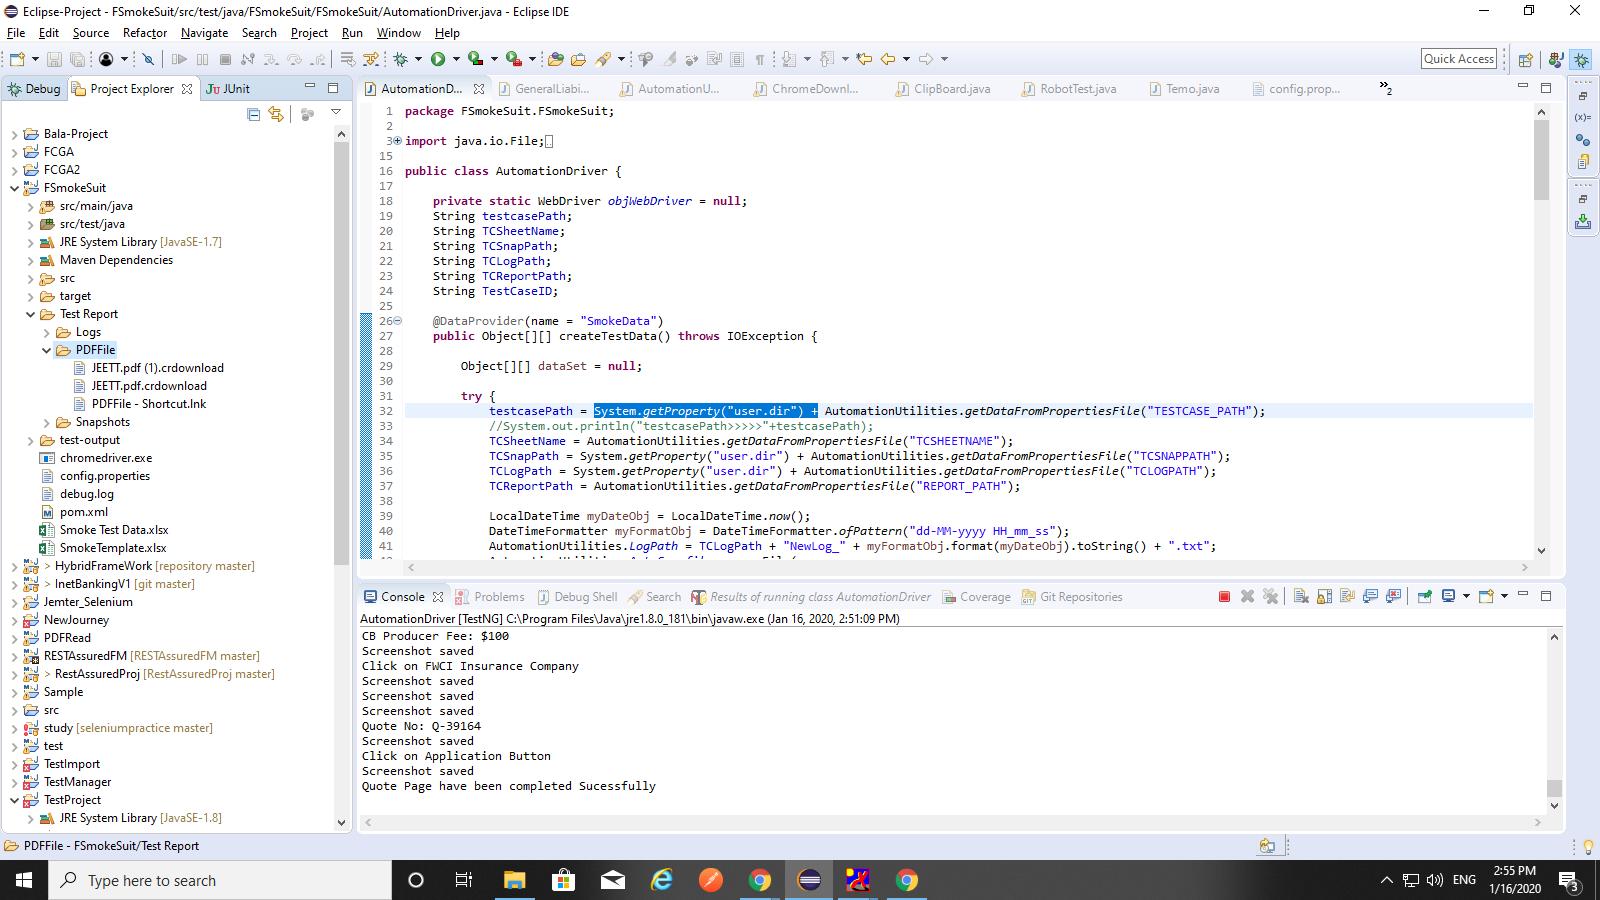 Eclipse-Project - FSmokeSuit/src/test/java/FSmokeSuit/FSmokeSuit/AutomationDriver.java - Eclipse IDE
File Edit Source Refactor Navigate Search Project Run Window Help
Quick Access
Debug Project Explorer JUnit
Bala-Project
FCGA
FCGA2
FSmokeSuit
src/main/java
src/test/java
JRE System Library [JavaSE-1.7]
Maven Dependencies
src
target
Test Report
Logs
PDFFile
JEETT.pdf (1).crdownload
JEETT.pdf.crdownload
PDFFile - Shortcut.lnk
Snapshots
test-output
chromedriver.exe
config.properties
debug.log
pom.xml
Smoke Test Data.xlsx
SmokeTemplate.xlsx
> HybridFrameWork [repository master]
> InetBankingV1 [git master]
Jemter_Selenium
NewJourney
PDFRead
RESTAssuredFM [RESTAssuredFM master]
> RestAssuredProj [RestAssuredProj master]
Sample
src
study [seleniumpractice master]
test
TestImport
TestManager
TestProject
JRE System Library [JavaSE-1.8]
AutomationD... GeneralLiabi... AutomationU... ChromeDownl... ClipBoard.java RobotTest.java Temo.java config.prop... »2
1 package FSmokeSuit.FSmokeSuit;
2
3 import java.io.File;
15
16 public class AutomationDriver {
17
18 private static WebDriver objWebDriver = null;
19 String testcasePath;
20 String TCSheetName;
21 String TCSnapPath;
22 String TCLogPath;
23 String TCReportPath;
24 String TestCaseID;
25
26 @DataProvider(name = "SmokeData")
27 public Object[][] createTestData() throws IOException {
28
29 Object[][] dataSet = null;
30
31 try {
32 testcasePath = System.getProperty("user.dir") + AutomationUtilities.getDataFromPropertiesFile("TESTCASE_PATH");
33 //System.out.println("testcasePath>>>>>"+testcasePath);
34 TCSheetName = AutomationUtilities.getDataFromPropertiesFile("TCSHEETNAME");
35 TCSnapPath = System.getProperty("user.dir") + AutomationUtilities.getDataFromPropertiesFile("TCSNAPPATH");
36 TCLogPath = System.getProperty("user.dir") + AutomationUtilities.getDataFromPropertiesFile("TCLOGPATH");
37 TCReportPath = AutomationUtilities.getDataFromPropertiesFile("REPORT_PATH");
38
39 LocalDateTime myDateObj = LocalDateTime.now();
40 DateTimeFormatter myFormatObj = DateTimeFormatter.ofPattern("dd-MM-yyyy HH_mm_ss");
41 AutomationUtilities.LogPath = TCLogPath + "NewLog_" + myFormatObj.format(myDateObj).toString() + ".txt";
Console Problems Debug Shell Search Results of running class AutomationDriver Coverage Git Repositories
AutomationDriver [TestNG] C:\Program Files\Java\jre1.8.0_181\bin\javaw.exe (Jan 16, 2020, 2:51:09 PM)
CB Producer Fee: $100
Screenshot saved
Click on FWCI Insurance Company
Screenshot saved
Screenshot saved
Screenshot saved
Quote No: Q-39164
Screenshot saved
Click on Application Button
Screenshot saved
Quote Page have been completed Sucessfully
PDFFile - FSmokeSuit/Test Report
Type here to search
ENG
2:55 PM
1/16/2020
3